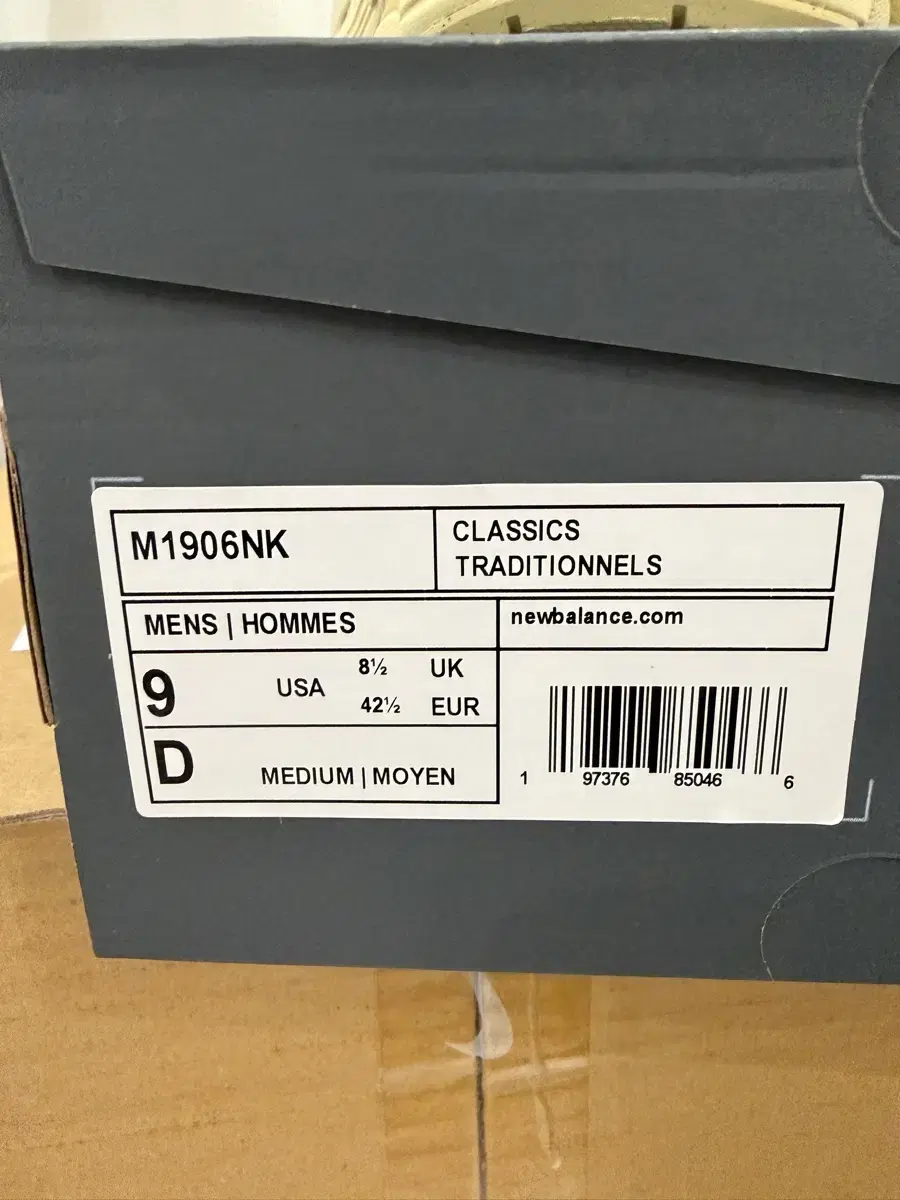 M1906NK
CLASSICS
TRADITIONNELS
MENS | HOMMES
newbalance.com
9 USA 8½ UK
42½ EUR
D MEDIUM | MOYEN
1 97376 85046 6